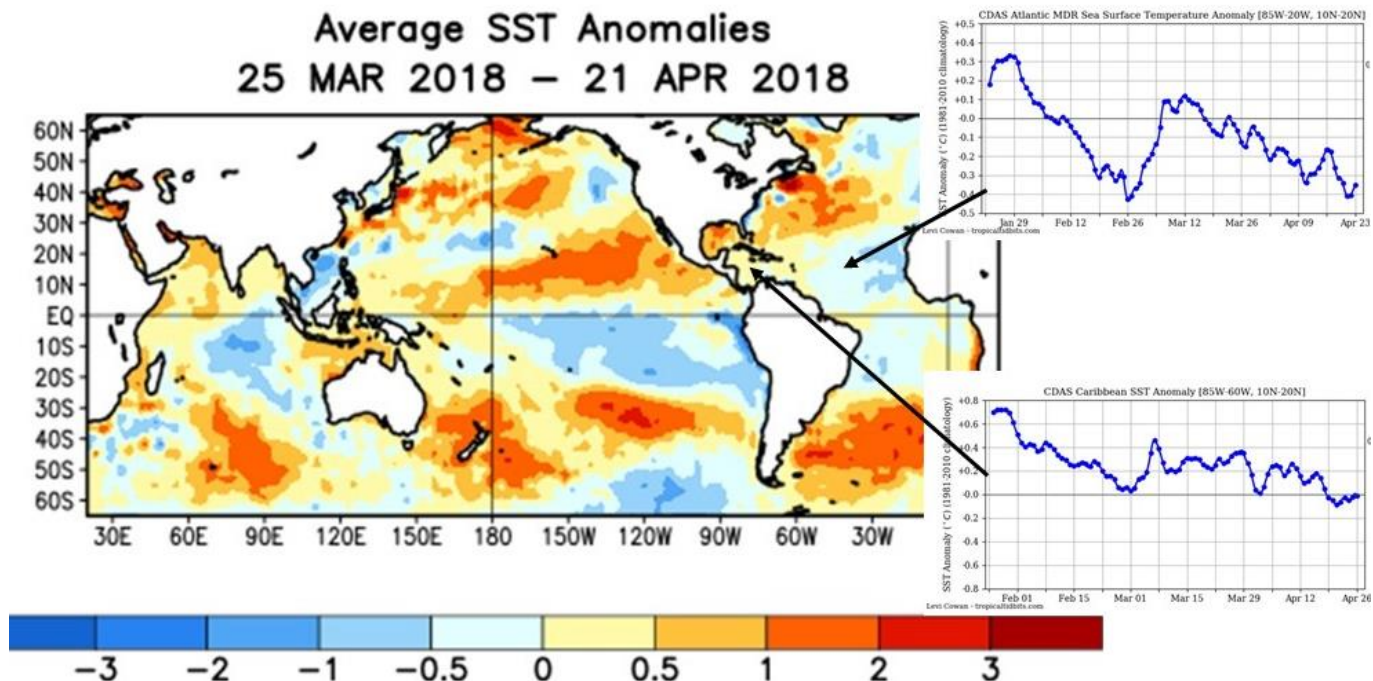 Average SST Anomalies
25 MAR 2018 – 21 APR 2018
60N
50N
40N
30N
20N
10N
EQ
10S
20S
30S
40S
50S
60S
30E 60E 90E 120E 150E 180 150W 120W 90W 60W 30W
-3 -2 -1 -0.5 0 0.5 1 2 3
CDAS Atlantic MDR Sea Surface Temperature Anomaly [85W-20W, 10N-20N]
SST Anomaly (°C) (1981-2010 climatology)
+0.5
+0.4
+0.3
+0.2
+0.1
-0.0
-0.1
-0.2
-0.3
-0.4
-0.5
Jan 29 Feb 12 Feb 26 Mar 12 Mar 26 Apr 09 Apr 23
Levi Cowan - tropicaltidbits.com
CDAS Caribbean SST Anomaly [85W-60W, 10N-20N]
SST Anomaly (°C) (1981-2010 climatology)
+0.8
+0.6
+0.4
+0.2
-0.0
-0.2
-0.4
-0.6
-0.8
Feb 01 Feb 15 Mar 01 Mar 15 Mar 29 Apr 12 Apr 26
Levi Cowan - tropicaltidbits.com